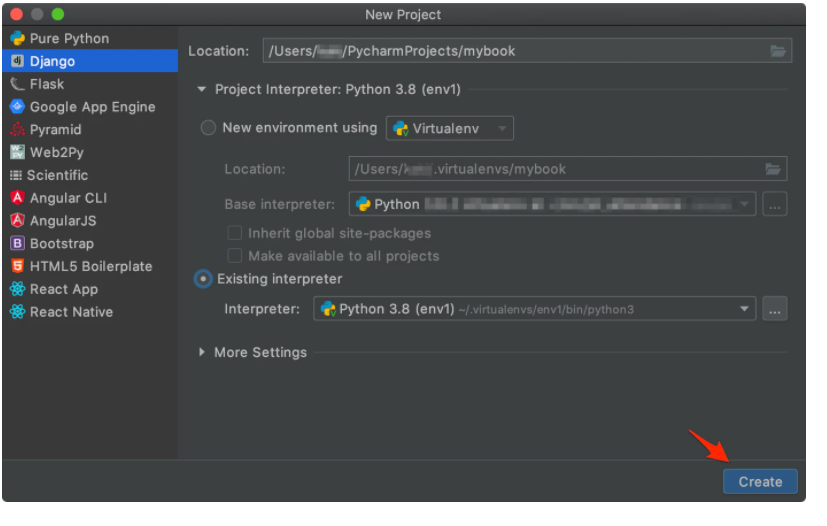 New Project
Pure Python
Django
Flask
Google App Engine
Pyramid
Web2Py
Scientific
Angular CLI
AngularJS
Bootstrap
HTML5 Boilerplate
React App
React Native
Location: /Users/ /PycharmProjects/mybook
Project Interpreter: Python 3.8 (env1)
New environment using Virtualenv
Location: /Users/ .virtualenvs/mybook
Base interpreter: Python
Inherit global site-packages
Make available to all projects
Existing interpreter
Interpreter: Python 3.8 (env1) ~/.virtualenvs/env1/bin/python3
More Settings
Create